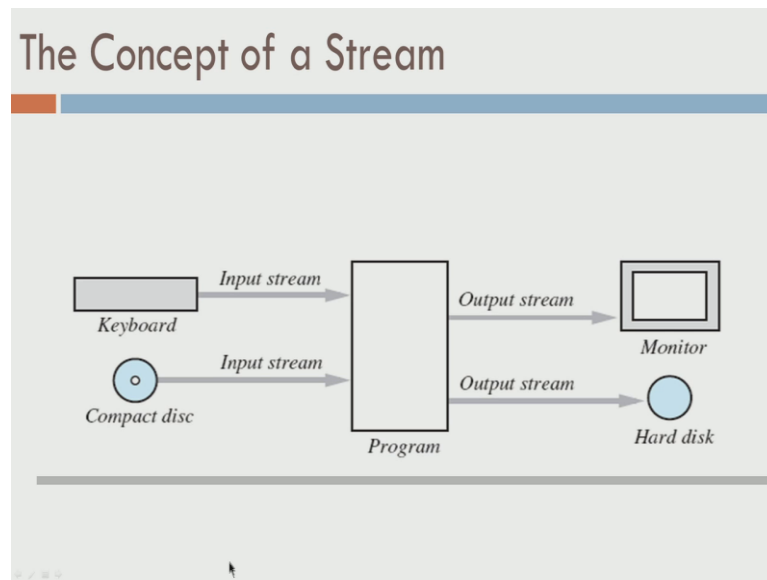 The Concept of a Stream
Input stream
Keyboard
Output stream
Monitor
Input stream
Compact disc
Output stream
Hard disk
Program